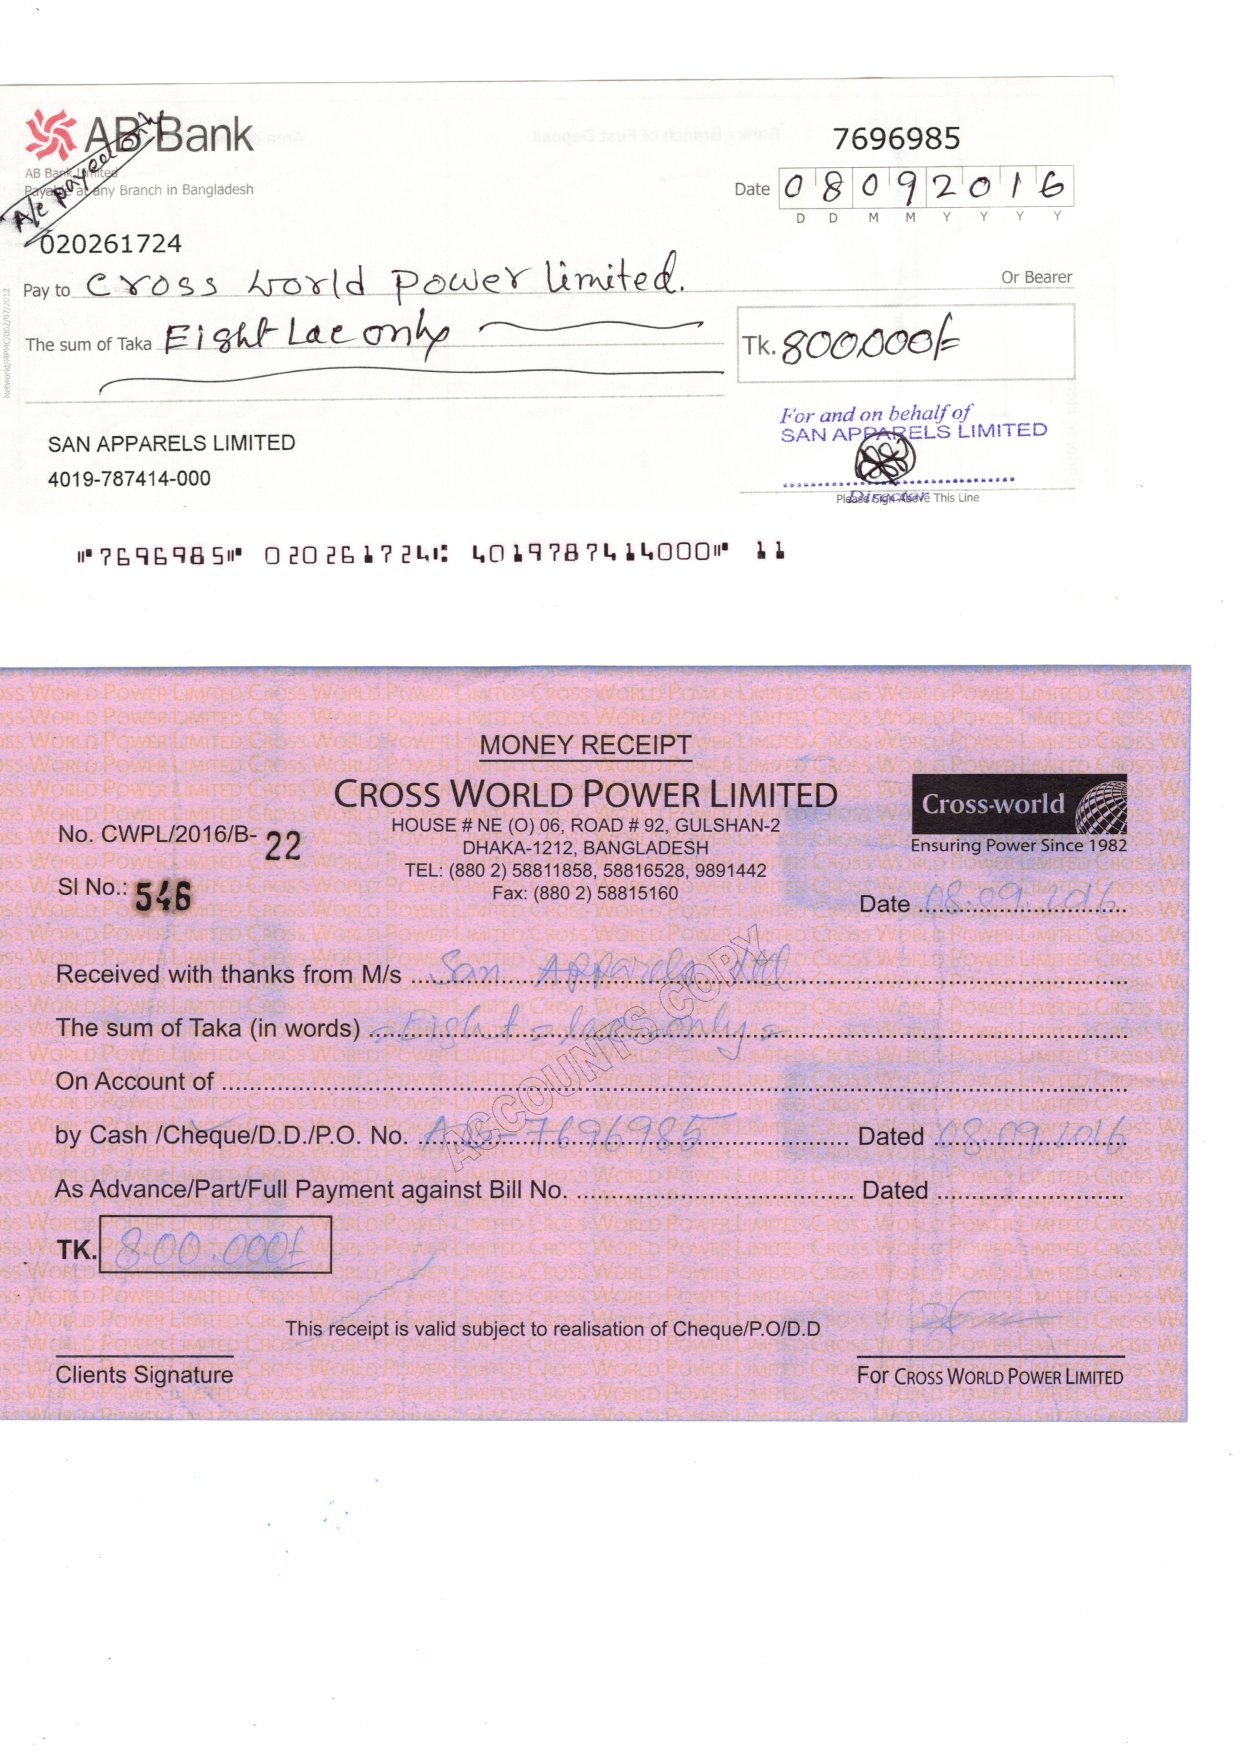 AB Bank
AB Bank Limited
Payable at any Branch in Bangladesh
A/c payee only
7696985
Date 08092016
D D M M Y Y Y Y
020261724
Pay to Cross World Power Limited.
Or Bearer
The sum of Taka Eight Lac only
Tk. 800,000/=
SAN APPARELS LIMITED
4019-787414-000
For and on behalf of
SAN APPARELS LIMITED
Director
Please Sign Above This Line
⑈7696985⑈ 020261724⑆ 4019787414000⑈ 11
MONEY RECEIPT
CROSS WORLD POWER LIMITED
HOUSE # NE (O) 06, ROAD # 92, GULSHAN-2
DHAKA-1212, BANGLADESH
TEL: (880 2) 58811858, 58816528, 9891442
Fax: (880 2) 58815160
Cross-world
Ensuring Power Since 1982
No. CWPL/2016/B- 22
Sl No.: 546
Date 08.09.2016
Received with thanks from M/s San Apparels Ltd
The sum of Taka (in words) = Eight = lac only =
ACCOUNTS COPY
On Account of
by Cash /Cheque/D.D./P.O. No. 7696985 Dated 08.09.2016
As Advance/Part/Full Payment against Bill No. Dated
TK. 8,00,000/=
This receipt is valid subject to realisation of Cheque/P.O/D.D
Clients Signature
For CROSS WORLD POWER LIMITED